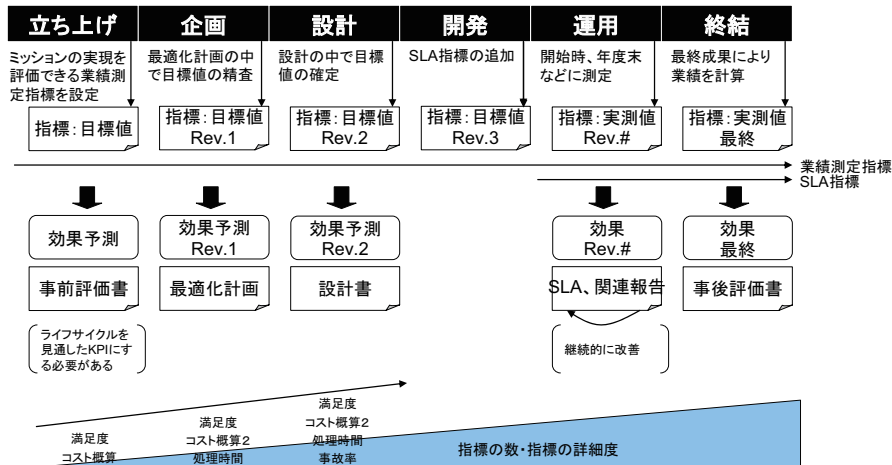 立ち上げ
企画
設計
開発
運用
終結
ミッションの実現を
評価できる業績測
定指標を設定
最適化計画の中
で目標値の精査
設計の中で目標
値の確定
SLA指標の追加
開始時、年度末
などに測定
最終成果により
業績を計算
指標:目標値
指標:目標値
Rev.1
指標:目標値
Rev.2
指標:目標値
Rev.3
指標:実測値
Rev.#
指標:実測値
最終
業績測定指標
SLA指標
効果予測
効果予測
Rev.1
効果予測
Rev.2
効果
Rev.#
効果
最終
事前評価書
最適化計画
設計書
SLA、関連報告
事後評価書
ライフサイクルを
見通したKPIにす
る必要がある
継続的に改善
満足度
コスト概算
満足度
コスト概算2
処理時間
満足度
コスト概算2
処理時間
事故率
指標の数・指標の詳細度